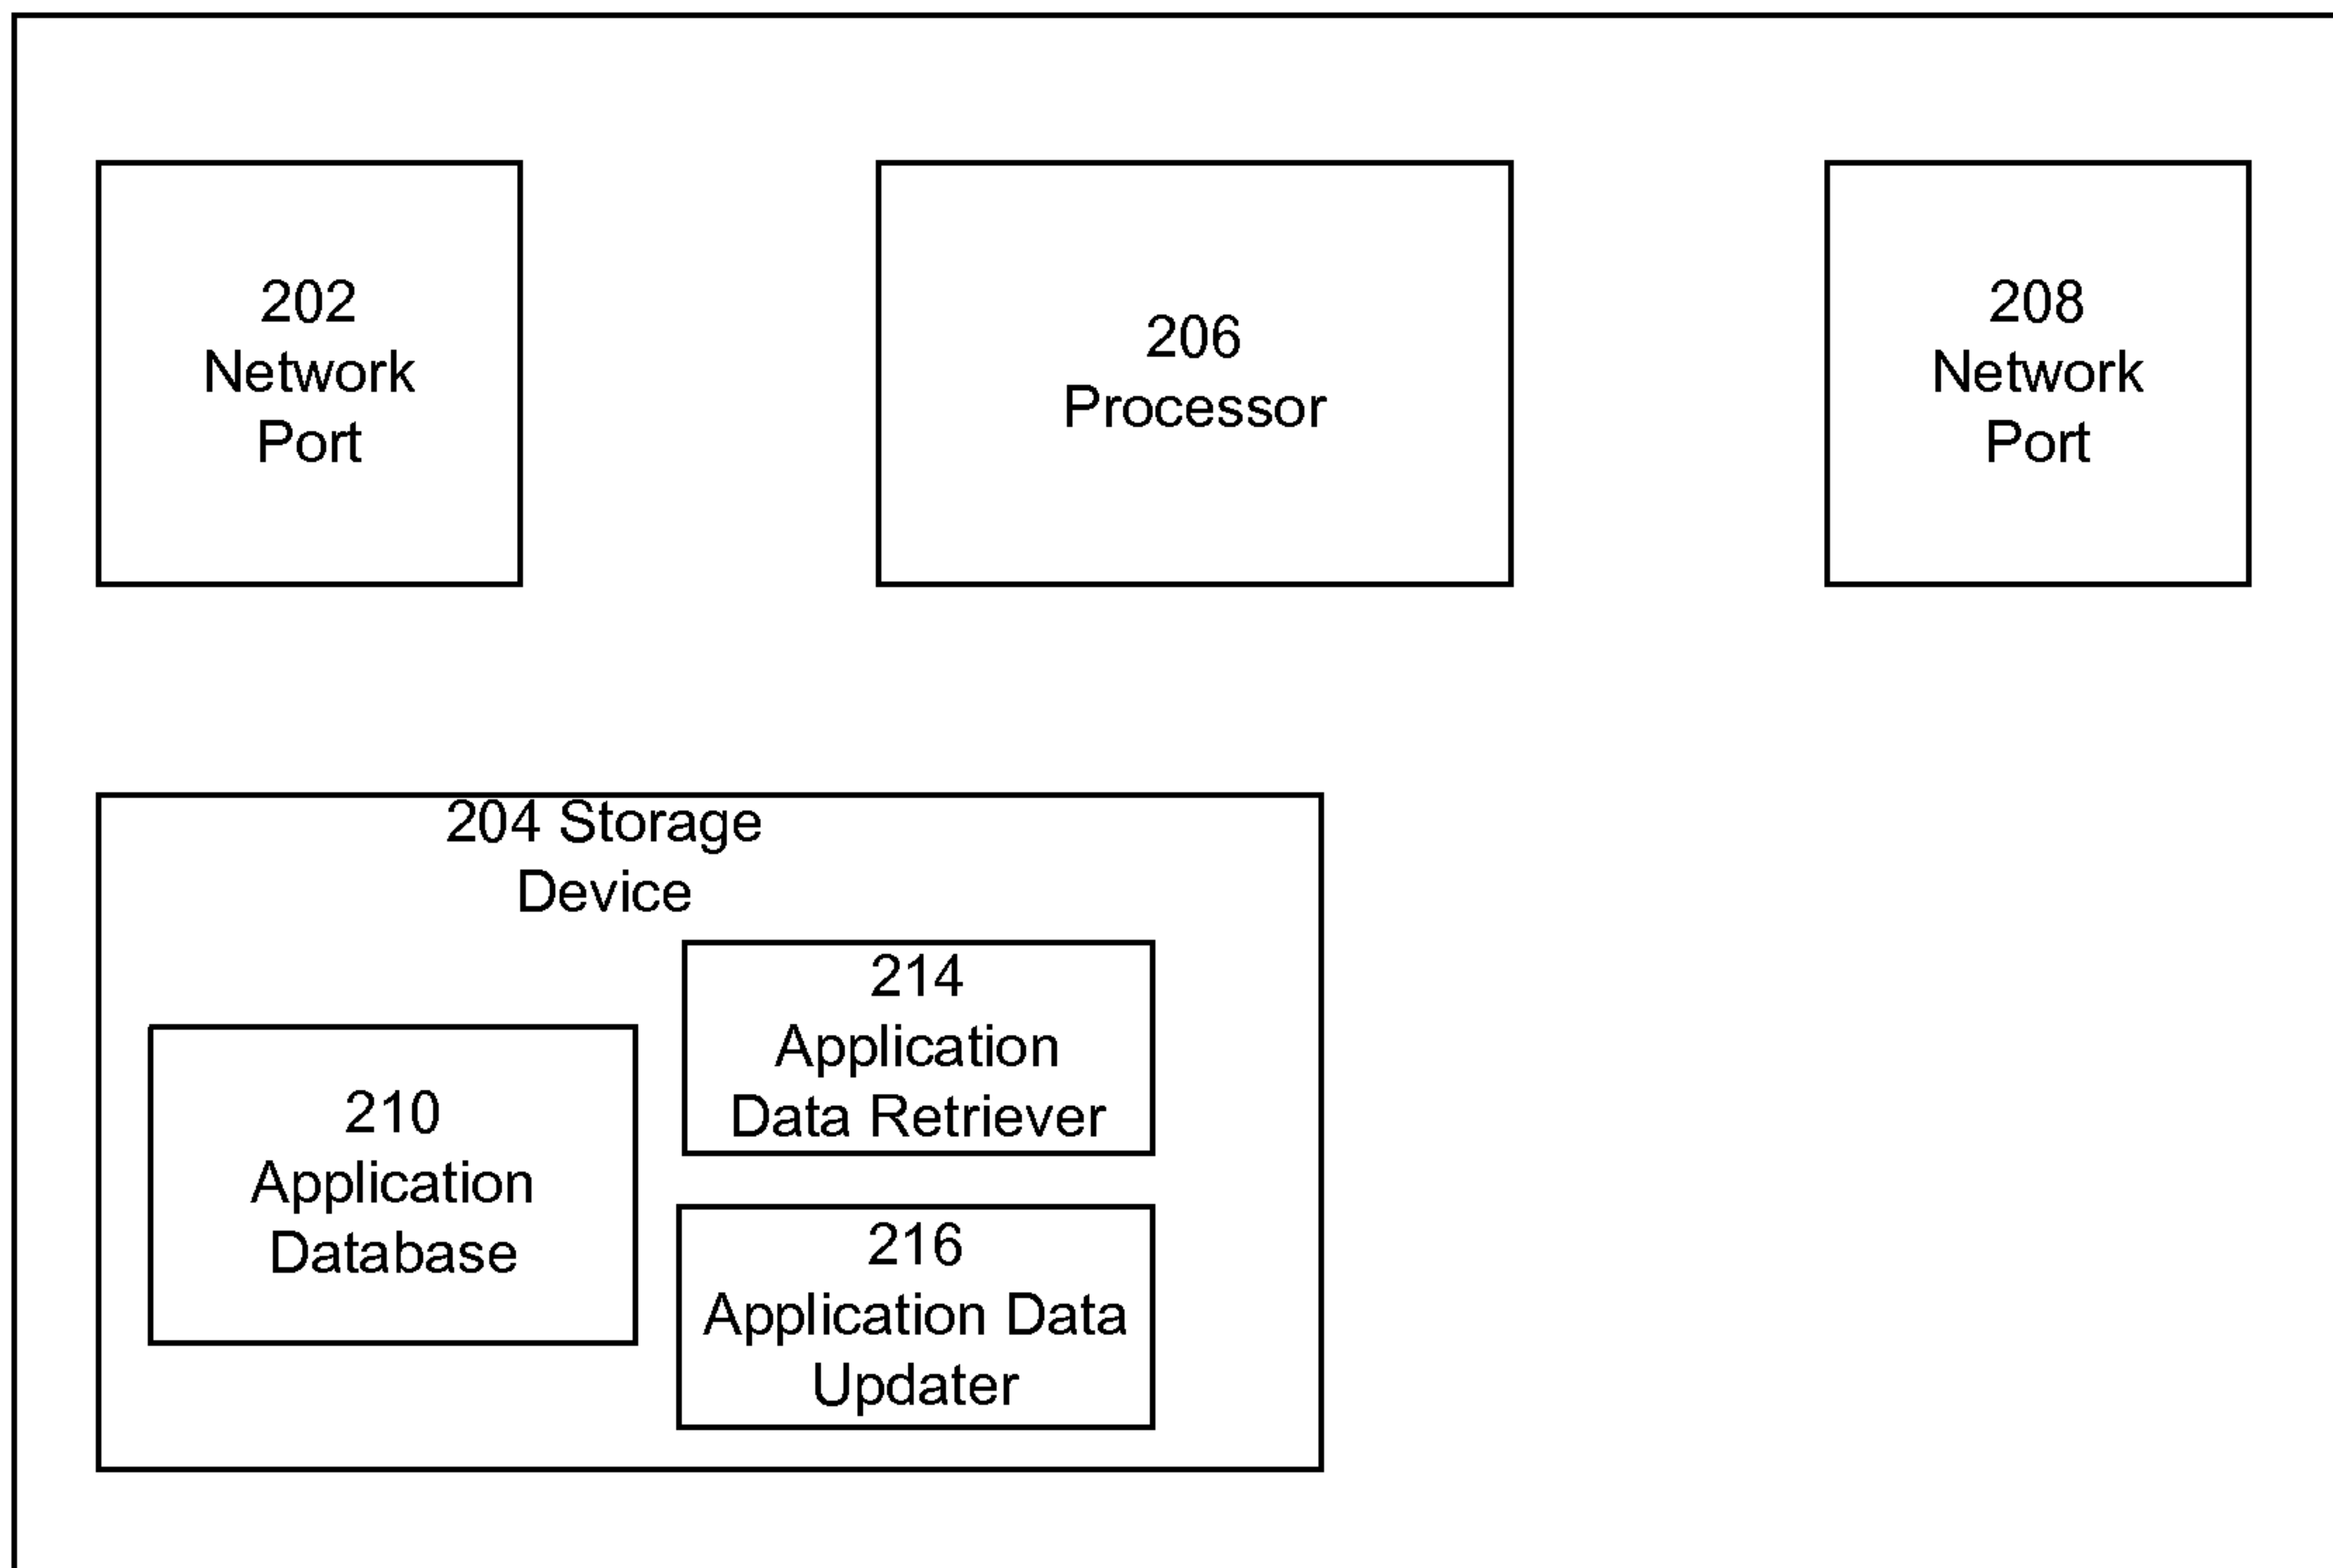 202
Network
Port
206
Processor
208
Network
Port
204 Storage
Device
214
Application
Data Retriever
210
Application
Database
216
Application Data
Updater